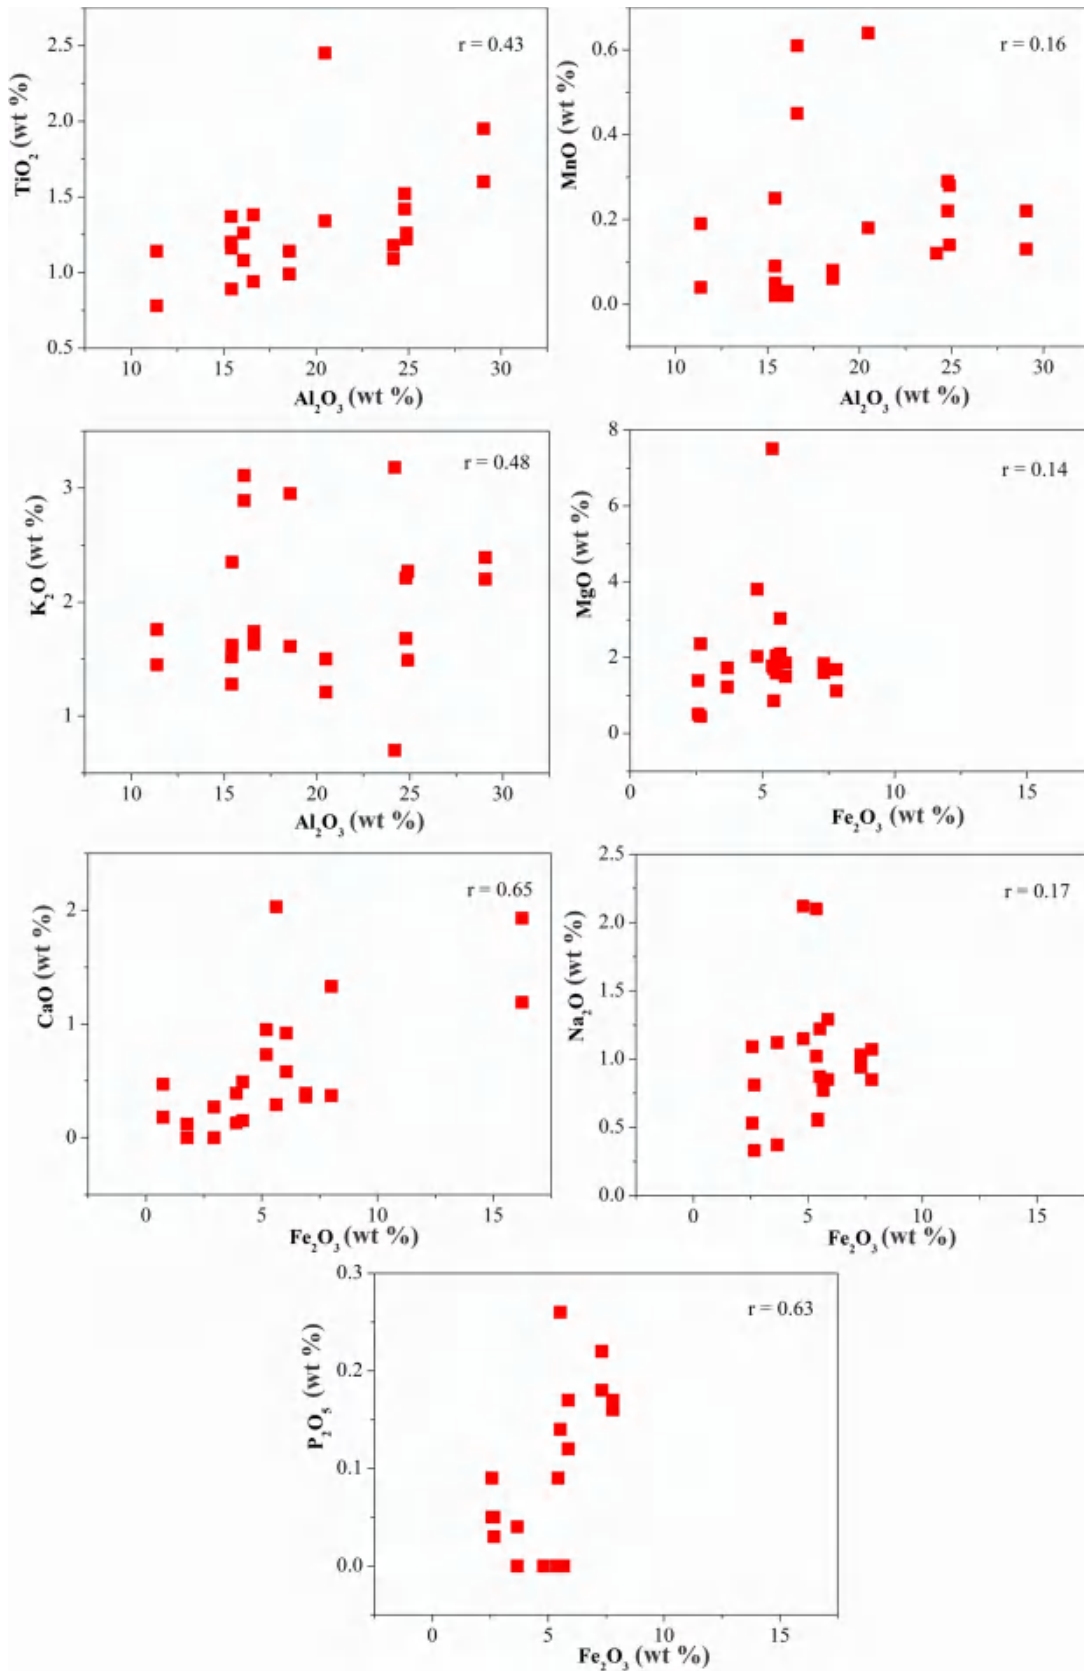 r = 0.43
TiO₂ (wt %)
2.5
2.0
1.5
1.0
0.5
10 15 20 25 30
Al₂O₃ (wt %)
r = 0.16
MnO (wt %)
0.6
0.4
0.2
0.0
10 15 20 25 30
Al₂O₃ (wt %)
r = 0.48
K₂O (wt %)
3
2
1
10 15 20 25 30
Al₂O₃ (wt %)
r = 0.14
MgO (wt %)
8
6
4
2
0
0 5 10 15
Fe₂O₃ (wt %)
r = 0.65
CaO (wt %)
2
1
0
0 5 10 15
Fe₂O₃ (wt %)
r = 0.17
Na₂O (wt %)
2.5
2.0
1.5
1.0
0.5
0.0
0 5 10 15
Fe₂O₃ (wt %)
r = 0.63
P₂O₅ (wt %)
0.3
0.2
0.1
0.0
0 5 10 15
Fe₂O₃ (wt %)